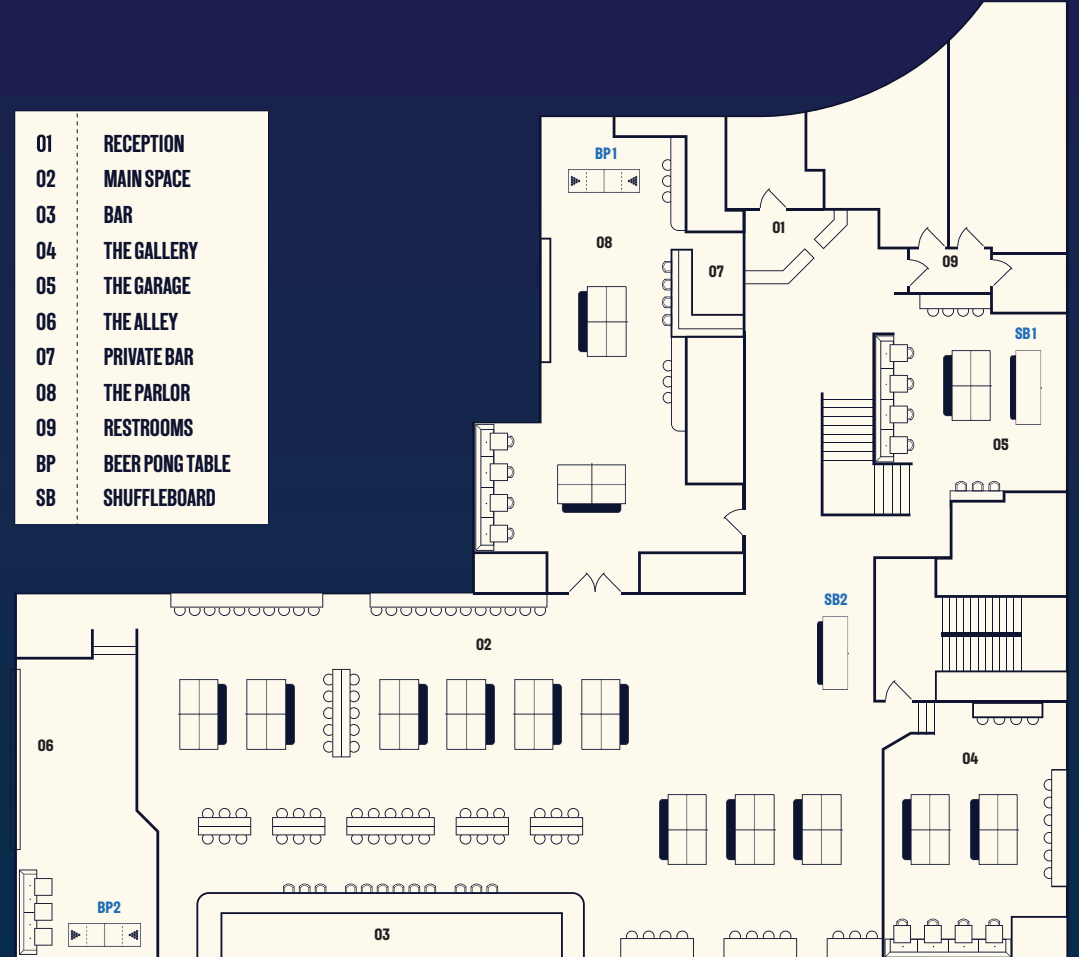 01 RECEPTION
02 MAIN SPACE
03 BAR
04 THE GALLERY
05 THE GARAGE
06 THE ALLEY
07 PRIVATE BAR
08 THE PARLOR
09 RESTROOMS
BP BEER PONG TABLE
SB SHUFFLEBOARD
BP1
01
08
09
07
SB1
05
SB2
02
06
04
BP2
03